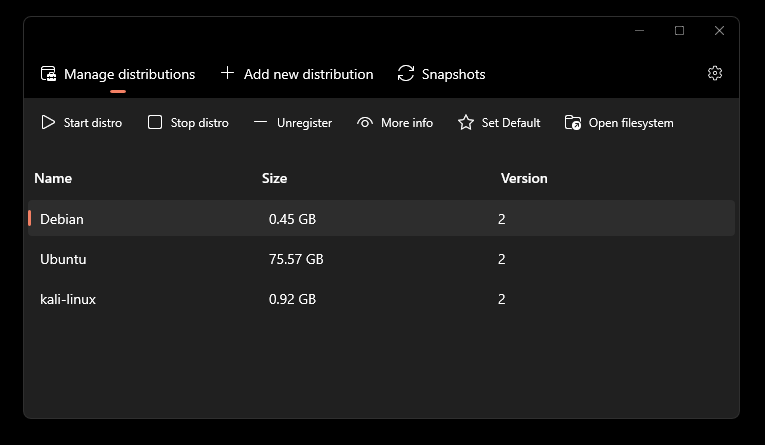 Manage distributions Add new distribution Snapshots
Start distro Stop distro Unregister More info Set Default Open filesystem
Name Size Version
Debian 0.45 GB 2
Ubuntu 75.57 GB 2
kali-linux 0.92 GB 2